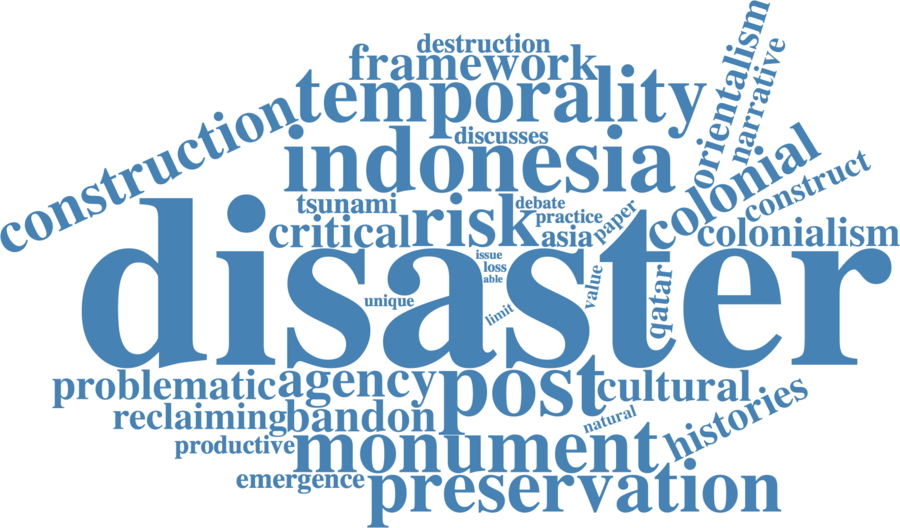 destruction
framework
temporality
orientalism
narrative
construction
discusses
indonesia
colonial
construct
tsunami
debate
practice
paper
critical
risk
asia
colonialism
disaster
issue
loss
able
unique
limit
value
qatar
problematic
agency
post
cultural
reclaiming
bandon
natural
histories
productive
monument
emergence
preservation